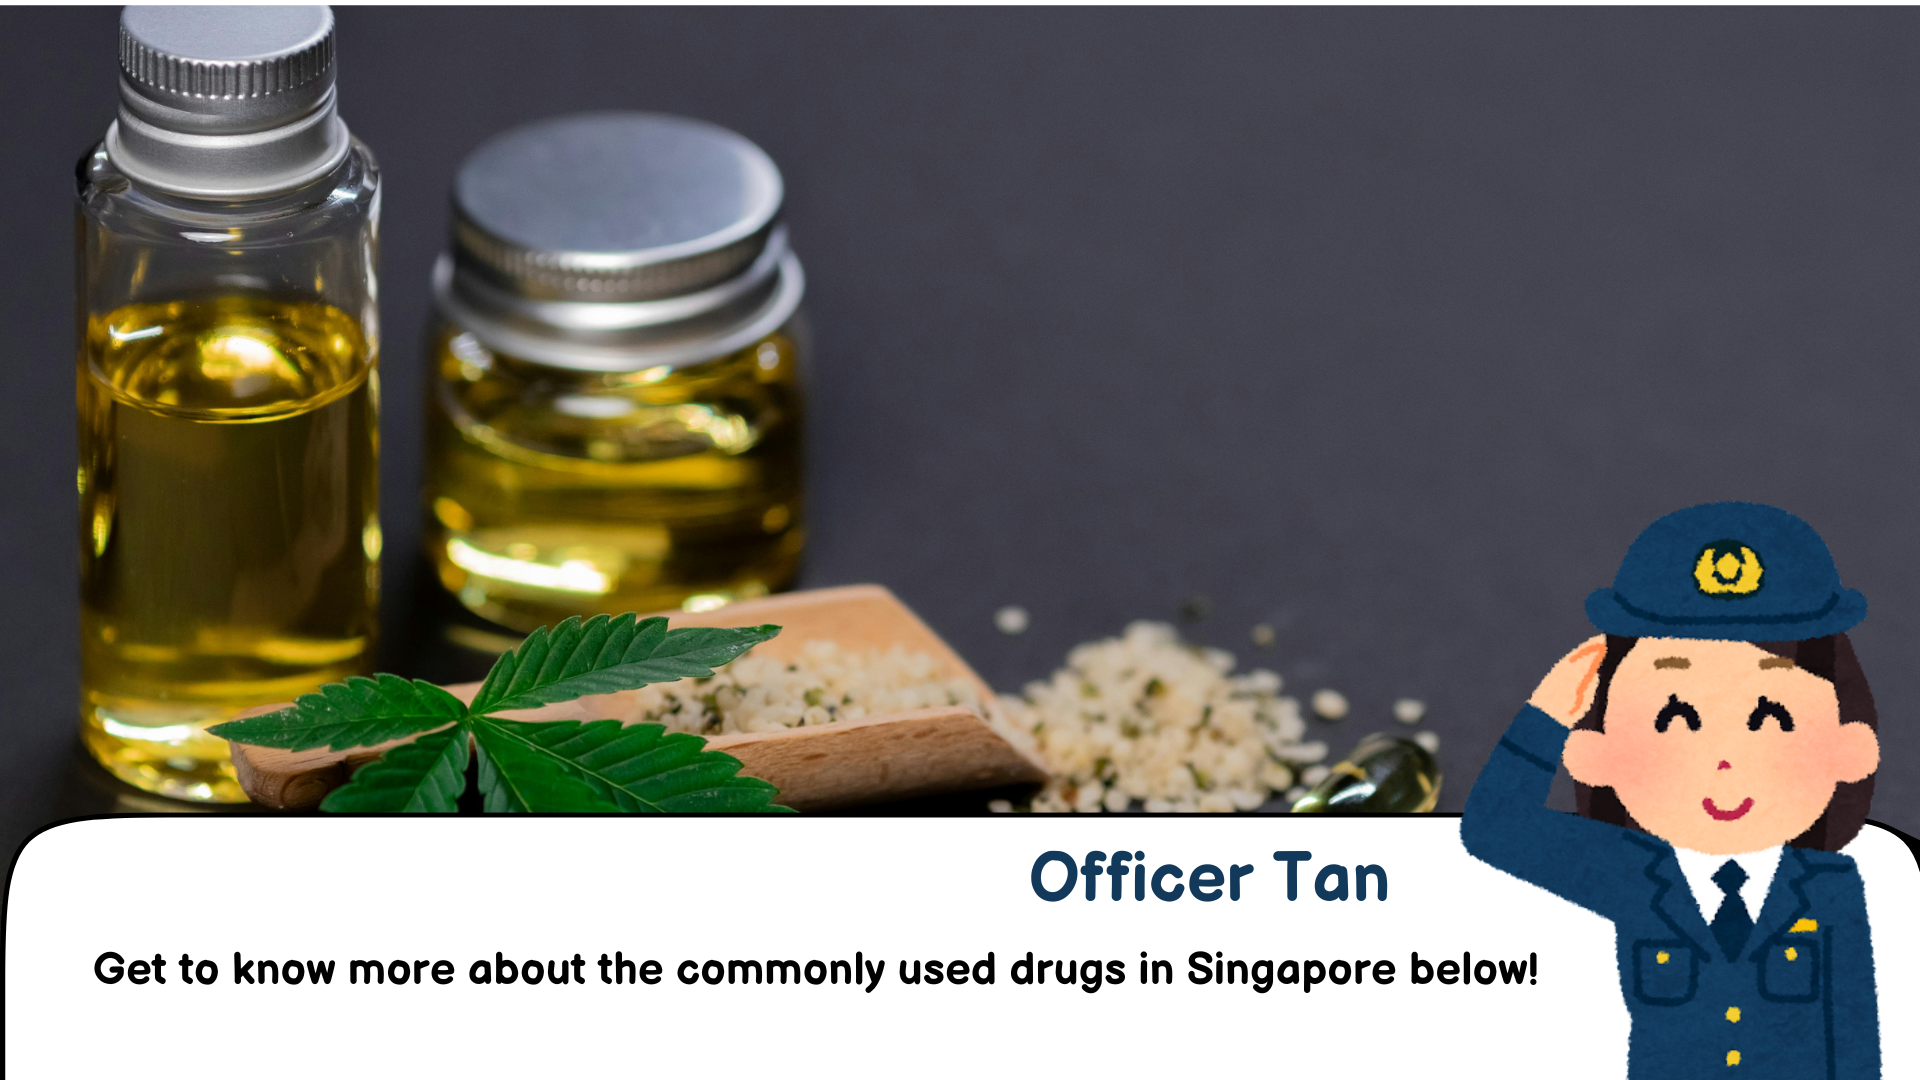 Officer Tan
Get to know more about the commonly used drugs in Singapore below!